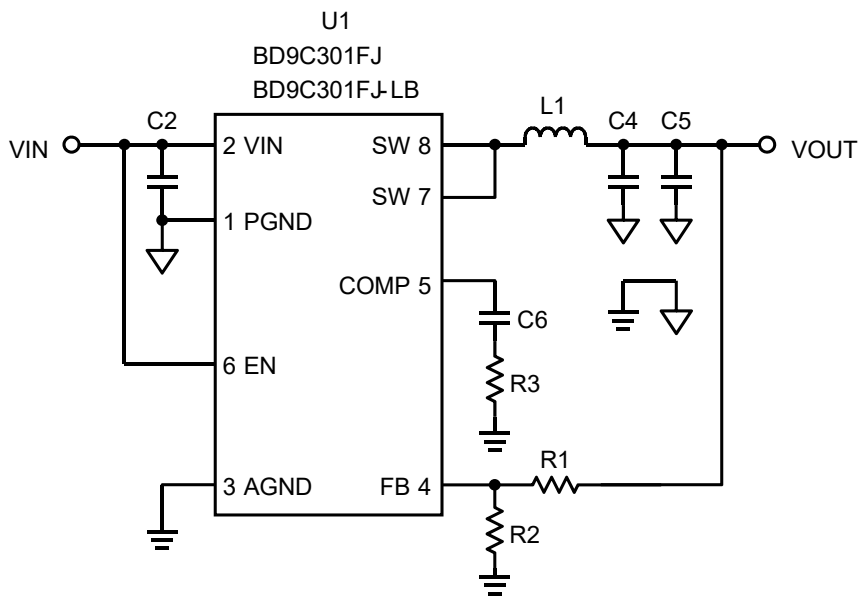 U1
BD9C301FJ
BD9C301FJ-LB
L1
C2
C4
C5
VIN
2 VIN
SW 8
VOUT
SW 7
1 PGND
COMP 5
C6
6 EN
R3
R1
3 AGND
FB 4
R2